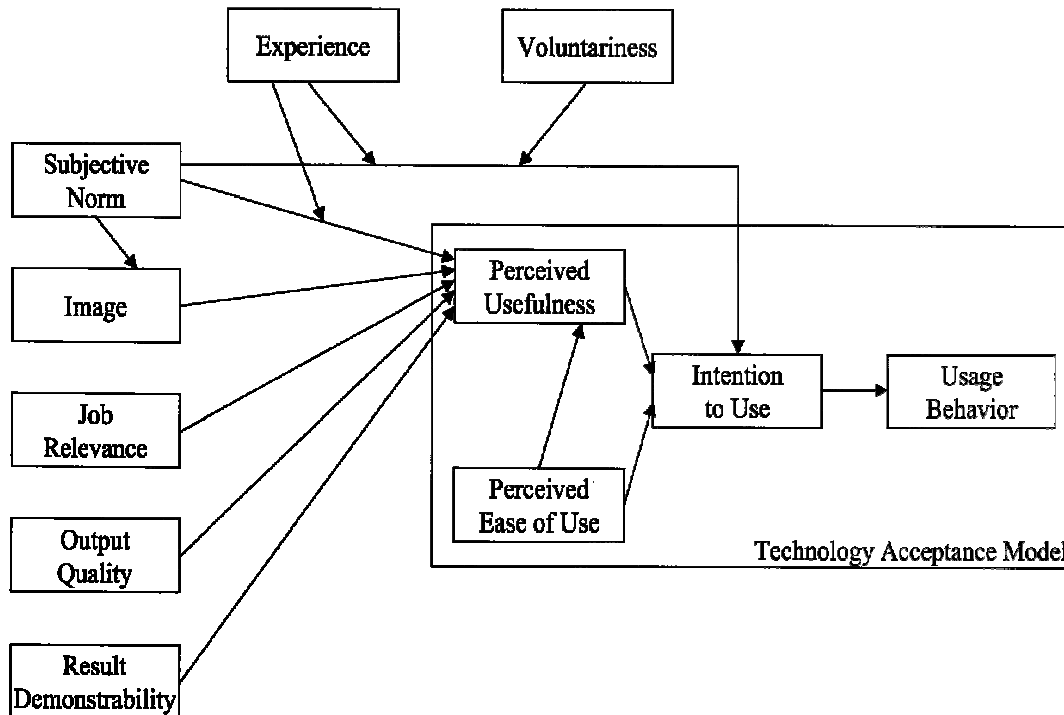 Experience
Voluntariness
Subjective
Norm
Image
Perceived
Usefulness
Intention
to Use
Usage
Behavior
Job
Relevance
Perceived
Ease of Use
Output
Quality
Technology Acceptance Model
Result
Demonstrability